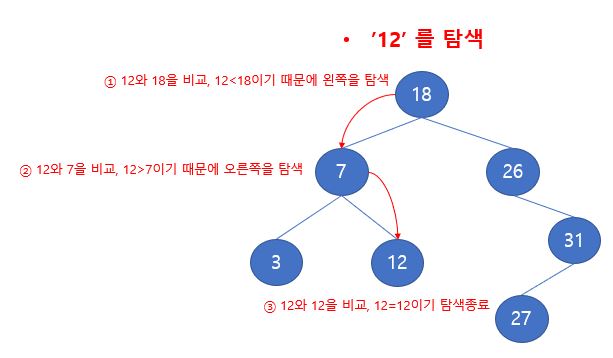 • '12' 를 탐색
① 12와 18을 비교, 12<18이기 때문에 왼쪽을 탐색
18
② 12와 7을 비교, 12>7이기 때문에 오른쪽을 탐색
7
26
31
3
12
③ 12와 12을 비교, 12=12이기 탐색종료
27